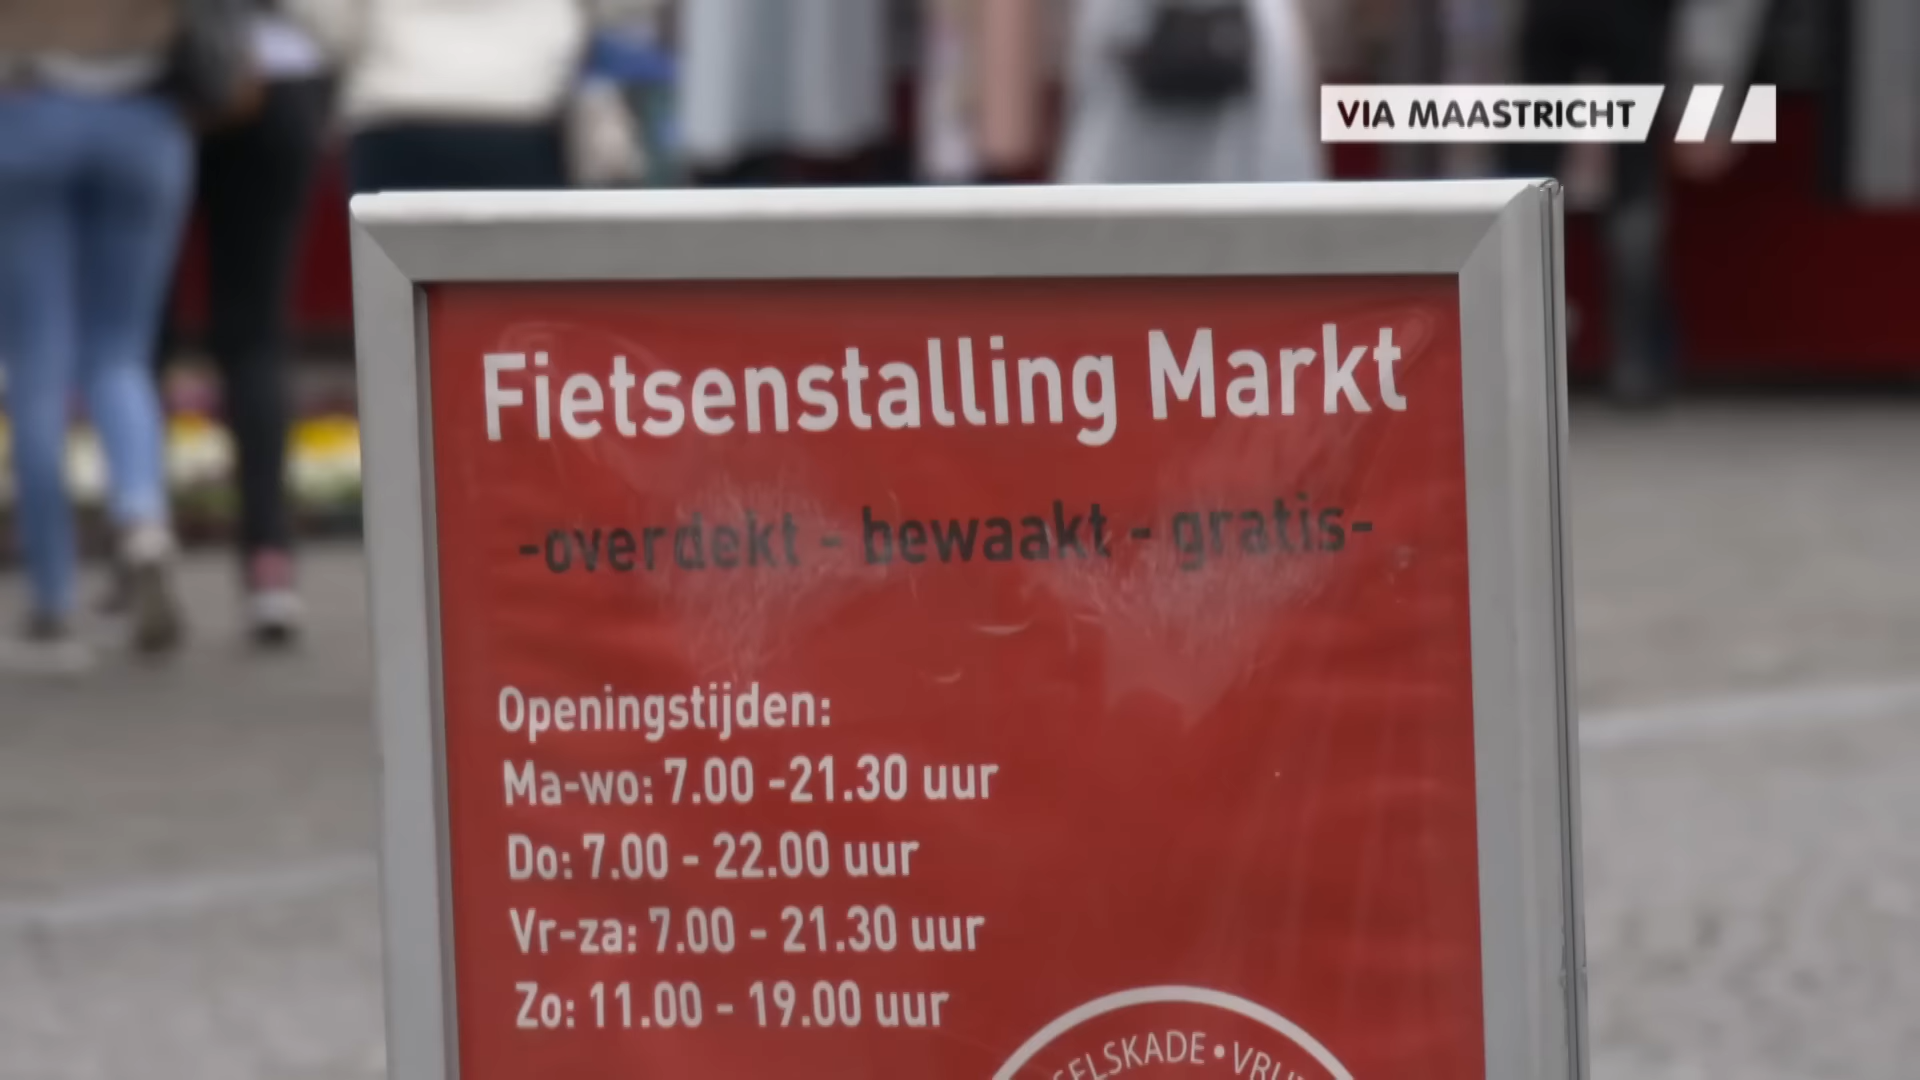 VIA MAASTRICHT
Fietsenstalling Markt
-overdekt - bewaakt - gratis-
Openingstijden:
Ma-wo: 7.00 -21.30 uur
Do: 7.00 - 22.00 uur
Vr-za: 7.00 - 21.30 uur
Zo: 11.00 - 19.00 uur